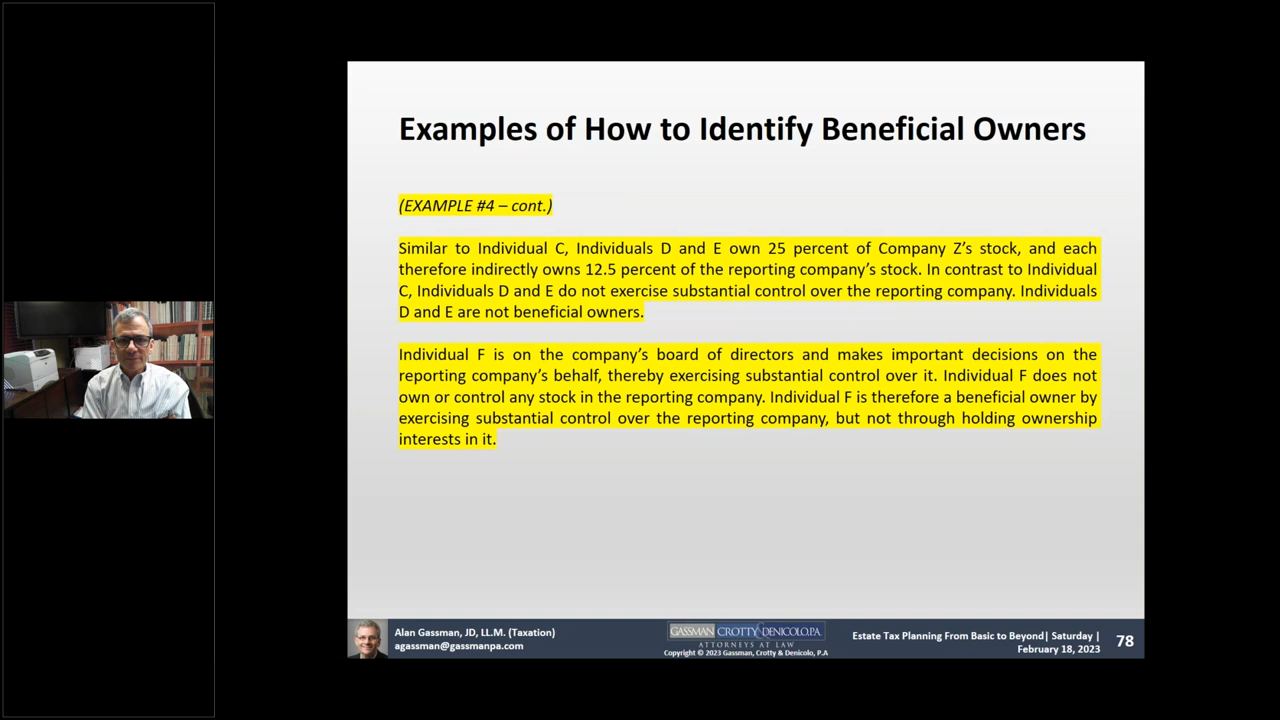 Examples of How to Identify Beneficial Owners
(EXAMPLE #4 – cont.)
Similar to Individual C, Individuals D and E own 25 percent of Company Z’s stock, and each
therefore indirectly owns 12.5 percent of the reporting company’s stock. In contrast to Individual
C, Individuals D and E do not exercise substantial control over the reporting company. Individuals
D and E are not beneficial owners.
Individual F is on the company’s board of directors and makes important decisions on the
reporting company’s behalf, thereby exercising substantial control over it. Individual F does not
own or control any stock in the reporting company. Individual F is therefore a beneficial owner by
exercising substantial control over the reporting company, but not through holding ownership
interests in it.
Alan Gassman, JD, LL.M. (Taxation)
agassman@gassmanpa.com
GASSMAN CROTTY & DENICOLO, P.A.
ATTORNEYS AT LAW
Copyright © 2023 Gassman, Crotty & Denicolo, P.A
Estate Tax Planning From Basic to Beyond| Saturday |
February 18, 2023
78